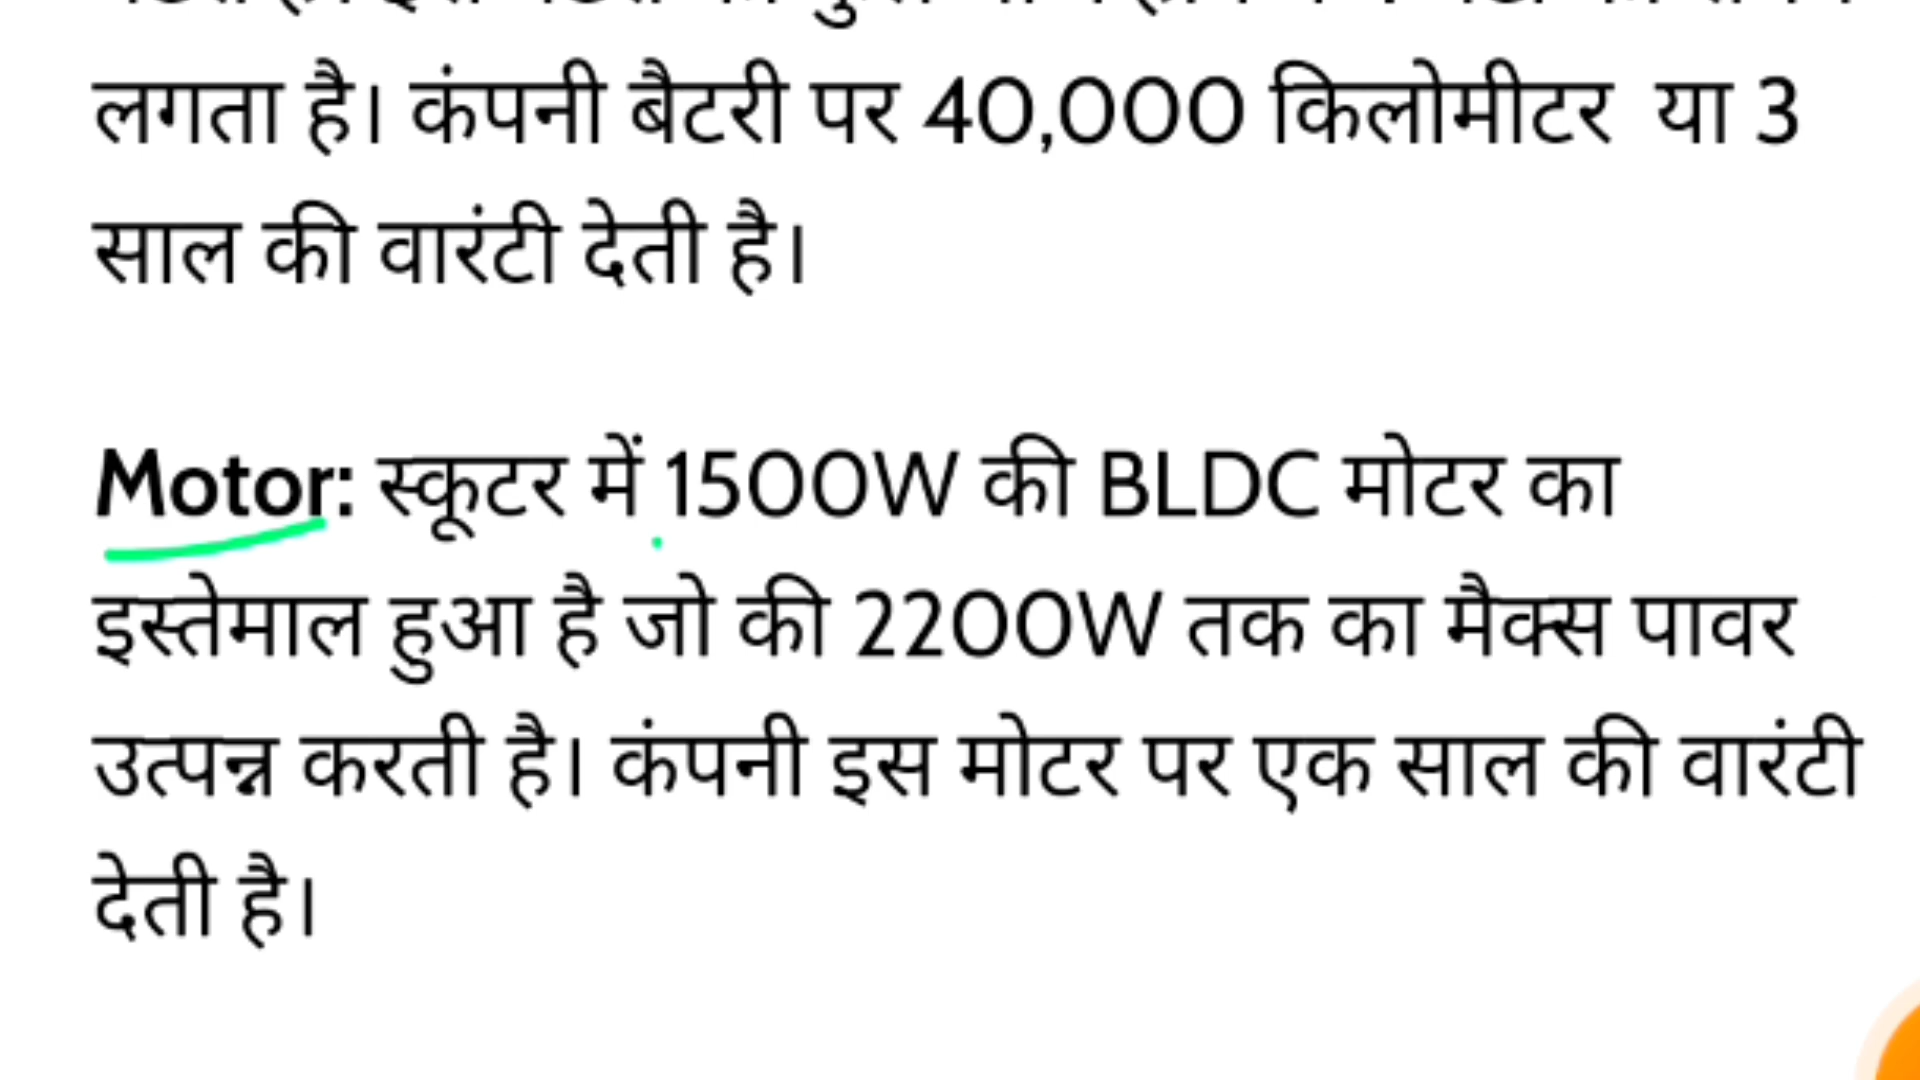 लगता है। कंपनी बैटरी पर 40,000 किलोमीटर या 3
साल की वारंटी देती है।
Motor: स्कूटर में 1500W की BLDC मोटर का
इस्तेमाल हुआ है जो की 2200W तक का मैक्स पावर
उत्पन्न करती है। कंपनी इस मोटर पर एक साल की वारंटी
देती है।